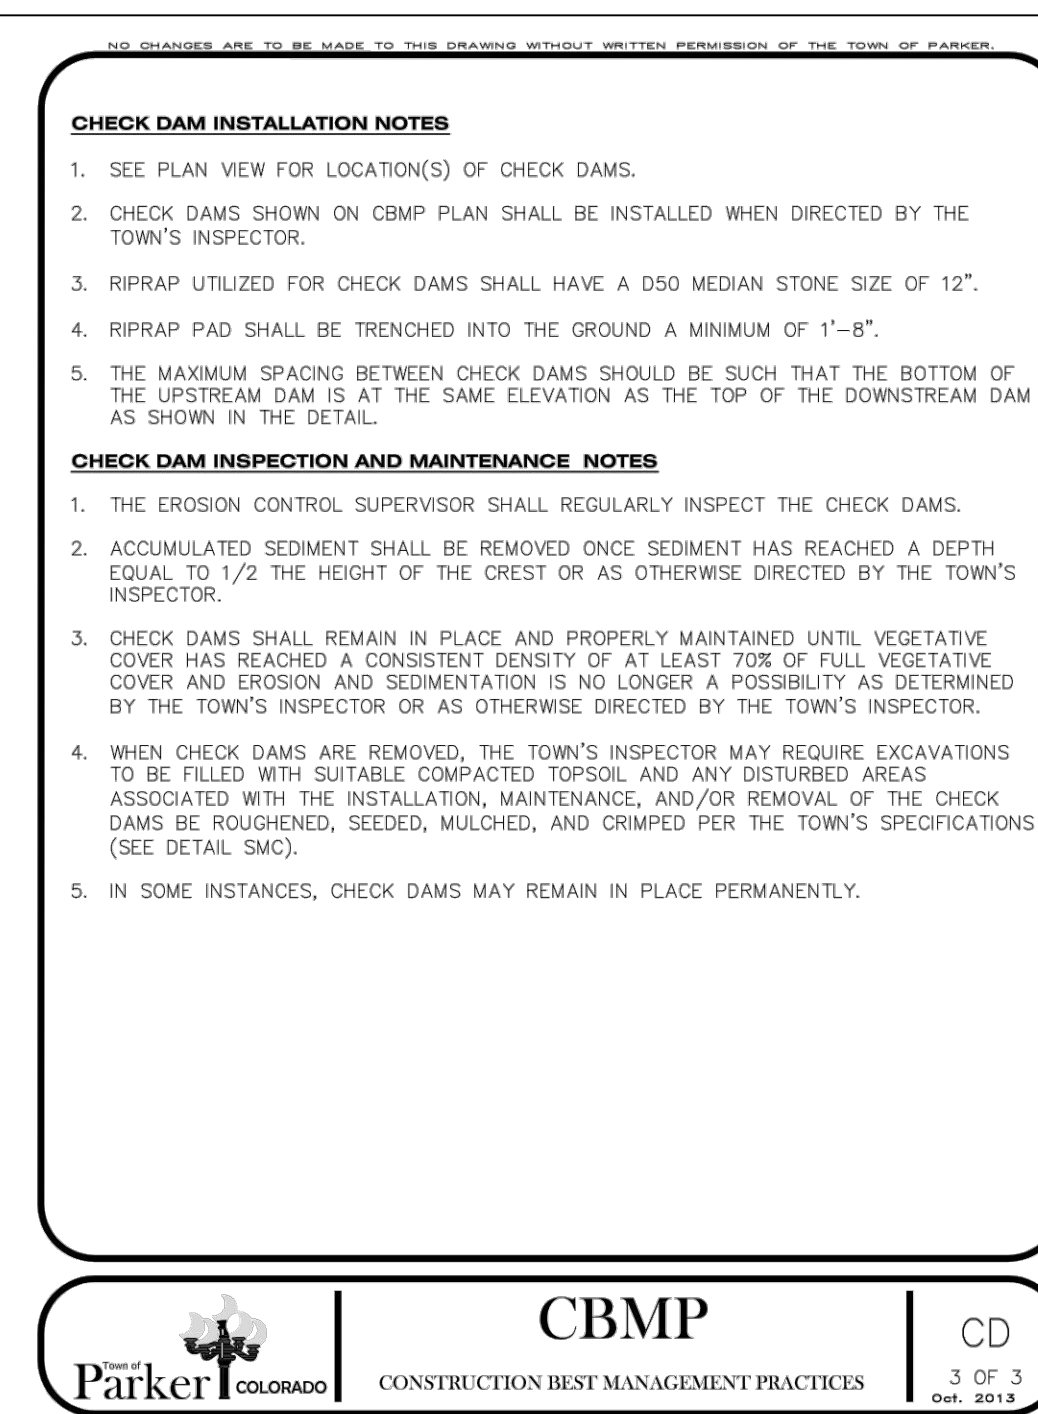 NO CHANGES ARE TO BE MADE TO THIS DRAWING WITHOUT WRITTEN PERMISSION OF THE TOWN OF PARKER.
CHECK DAM INSTALLATION NOTES
1. SEE PLAN VIEW FOR LOCATION(S) OF CHECK DAMS.
2. CHECK DAMS SHOWN ON CBMP PLAN SHALL BE INSTALLED WHEN DIRECTED BY THE
TOWN'S INSPECTOR.
3. RIPRAP UTILIZED FOR CHECK DAMS SHALL HAVE A D50 MEDIAN STONE SIZE OF 12".
4. RIPRAP PAD SHALL BE TRENCHED INTO THE GROUND A MINIMUM OF 1'-8".
5. THE MAXIMUM SPACING BETWEEN CHECK DAMS SHOULD BE SUCH THAT THE BOTTOM OF
THE UPSTREAM DAM IS AT THE SAME ELEVATION AS THE TOP OF THE DOWNSTREAM DAM
AS SHOWN IN THE DETAIL.
CHECK DAM INSPECTION AND MAINTENANCE NOTES
1. THE EROSION CONTROL SUPERVISOR SHALL REGULARLY INSPECT THE CHECK DAMS.
2. ACCUMULATED SEDIMENT SHALL BE REMOVED ONCE SEDIMENT HAS REACHED A DEPTH
EQUAL TO 1/2 THE HEIGHT OF THE CREST OR AS OTHERWISE DIRECTED BY THE TOWN'S
INSPECTOR.
3. CHECK DAMS SHALL REMAIN IN PLACE AND PROPERLY MAINTAINED UNTIL VEGETATIVE
COVER HAS REACHED A CONSISTENT DENSITY OF AT LEAST 70% OF FULL VEGETATIVE
COVER AND EROSION AND SEDIMENTATION IS NO LONGER A POSSIBILITY AS DETERMINED
BY THE TOWN'S INSPECTOR OR AS OTHERWISE DIRECTED BY THE TOWN'S INSPECTOR.
4. WHEN CHECK DAMS ARE REMOVED, THE TOWN'S INSPECTOR MAY REQUIRE EXCAVATIONS
TO BE FILLED WITH SUITABLE COMPACTED TOPSOIL AND ANY DISTURBED AREAS
ASSOCIATED WITH THE INSTALLATION, MAINTENANCE, AND/OR REMOVAL OF THE CHECK
DAMS BE ROUGHENED, SEEDED, MULCHED, AND CRIMPED PER THE TOWN'S SPECIFICATIONS
(SEE DETAIL SMC).
5. IN SOME INSTANCES, CHECK DAMS MAY REMAIN IN PLACE PERMANENTLY.
Town of
Parker COLORADO
CBMP
CONSTRUCTION BEST MANAGEMENT PRACTICES
CD
3 OF 3
Oct. 2013